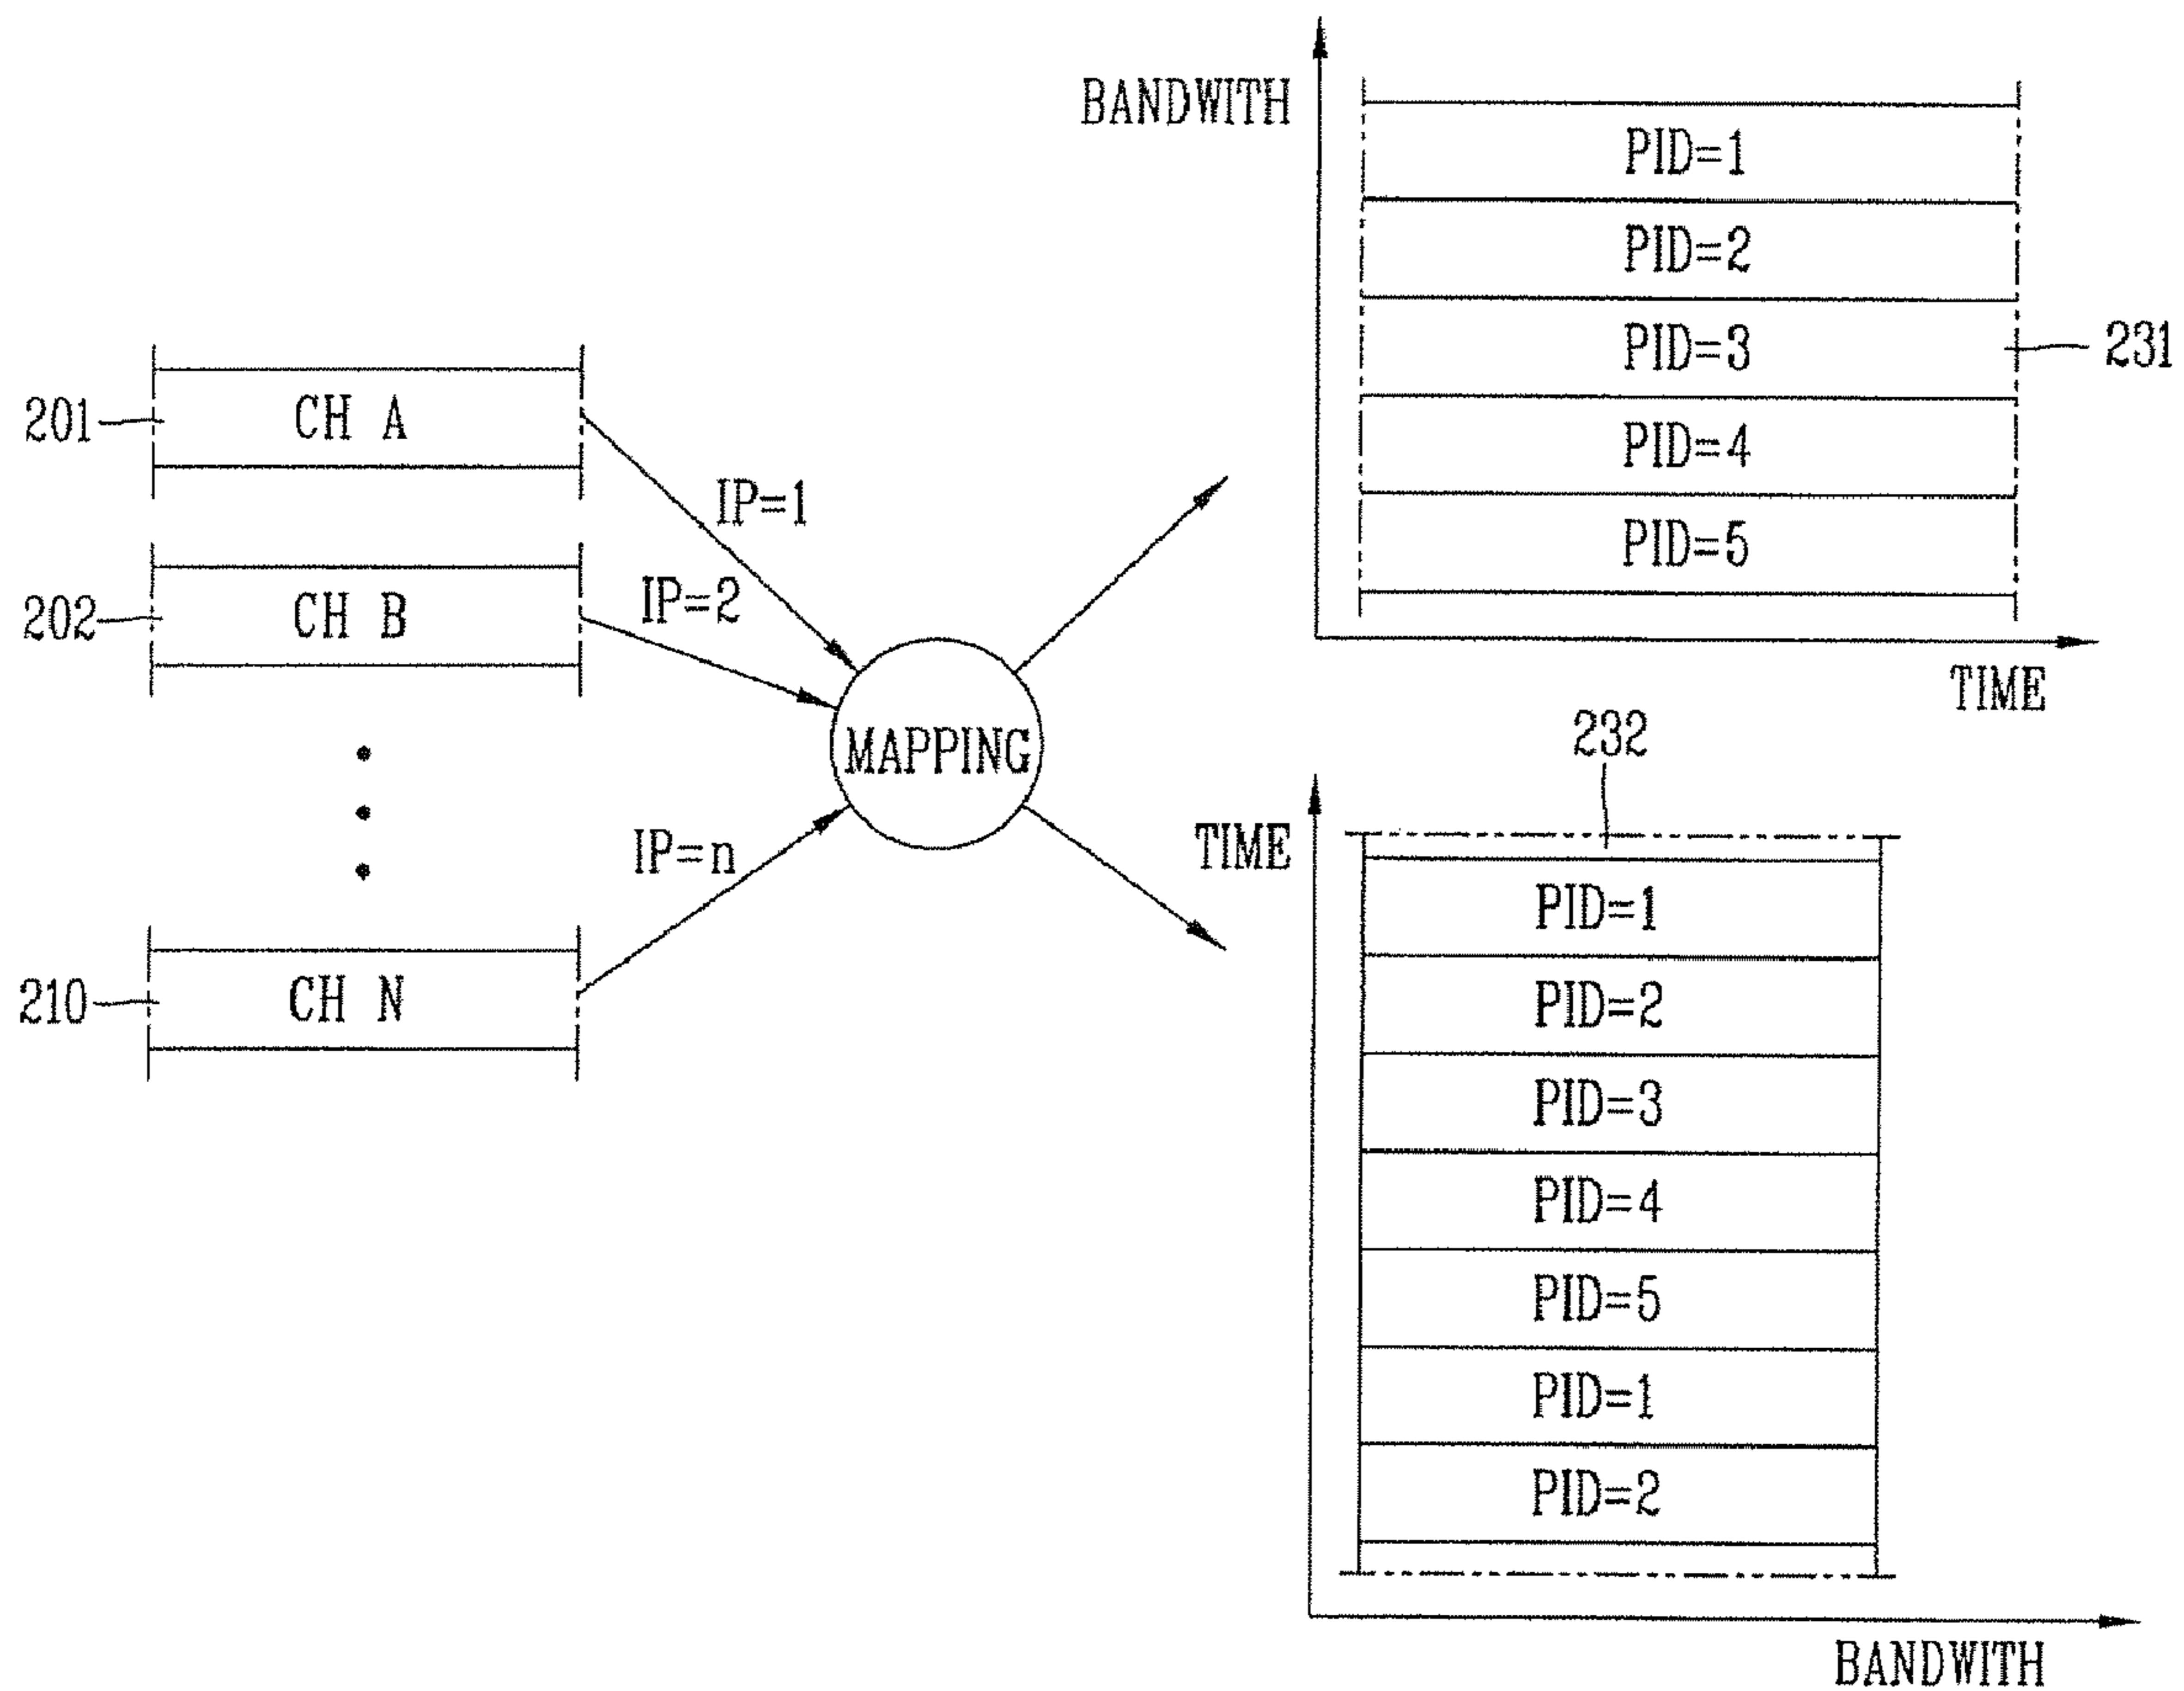 BANDWITH
PID=1
PID=2
PID=3
231
PID=4
PID=5
TIME
201
CH A
IP=1
202
CH B
IP=2
MAPPING
210
CH N
IP=n
232
TIME
PID=1
PID=2
PID=3
PID=4
PID=5
PID=1
PID=2
BANDWITH